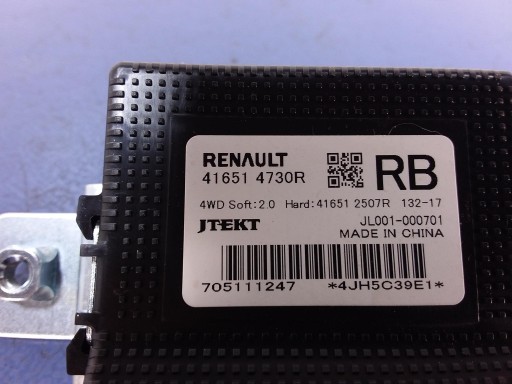 RENAULT
41651 4730R
RB
4WD Soft:2.0 Hard:41651 2507R 132-17
JTEKT
JL001-000701
MADE IN CHINA
705111247 *4JH5C39E1*